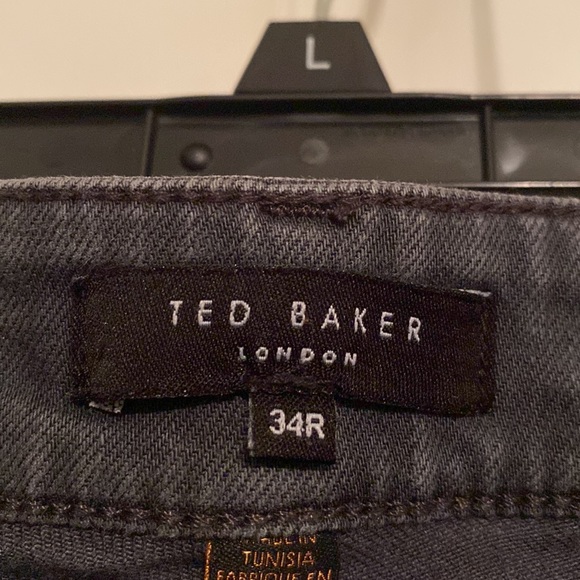 L
TED BAKER
LONDON
34R
MADE IN
TUNISIA
FABRIQUE EN